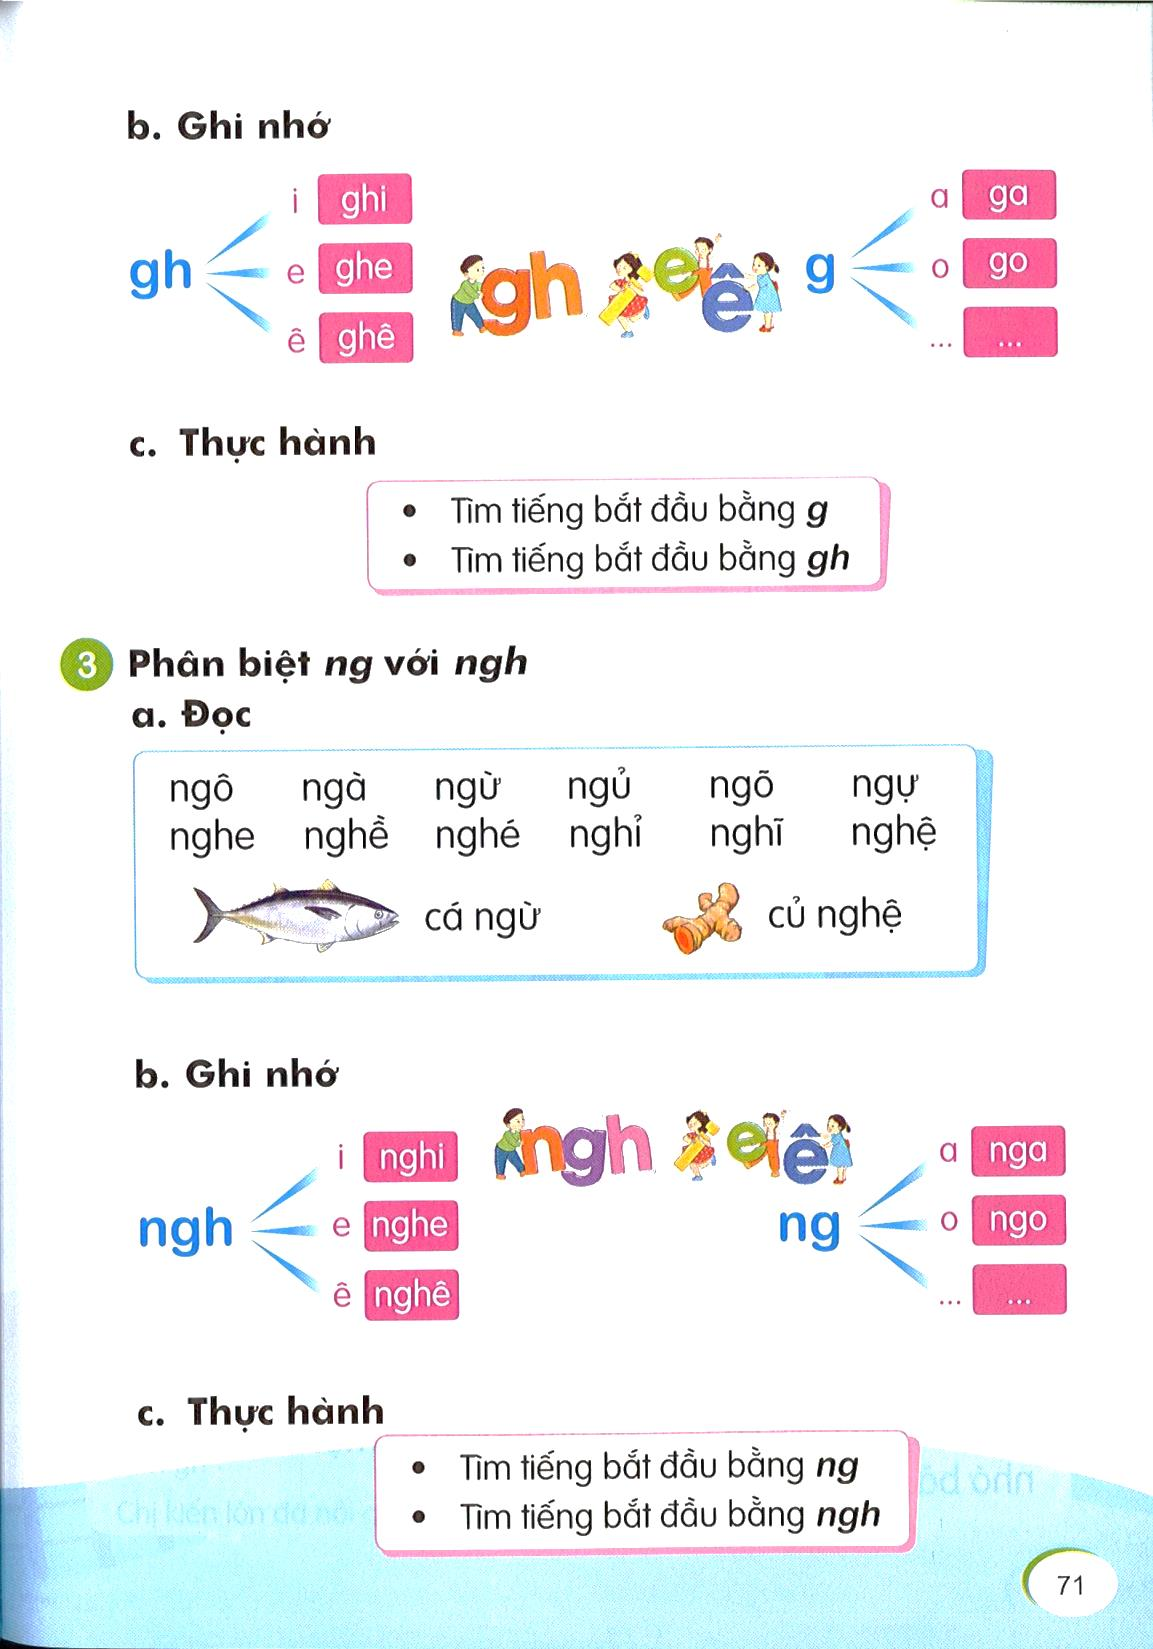 b. Ghi nhớ
gh
i ghi
e ghe
ê ghê
gh i e ê
g
a ga
o go
... ...
c. Thực hành
• Tìm tiếng bắt đầu bằng g
• Tìm tiếng bắt đầu bằng gh
3 Phân biệt ng với ngh
a. Đọc
ngô ngà ngừ ngủ ngõ ngự
nghe nghề nghé nghỉ nghĩ nghệ
cá ngừ củ nghệ
b. Ghi nhớ
ngh
i nghi
e nghe
ê nghê
ngh i e ê
ng
a nga
o ngo
... ...
c. Thực hành
• Tìm tiếng bắt đầu bằng ng
• Tìm tiếng bắt đầu bằng ngh
71